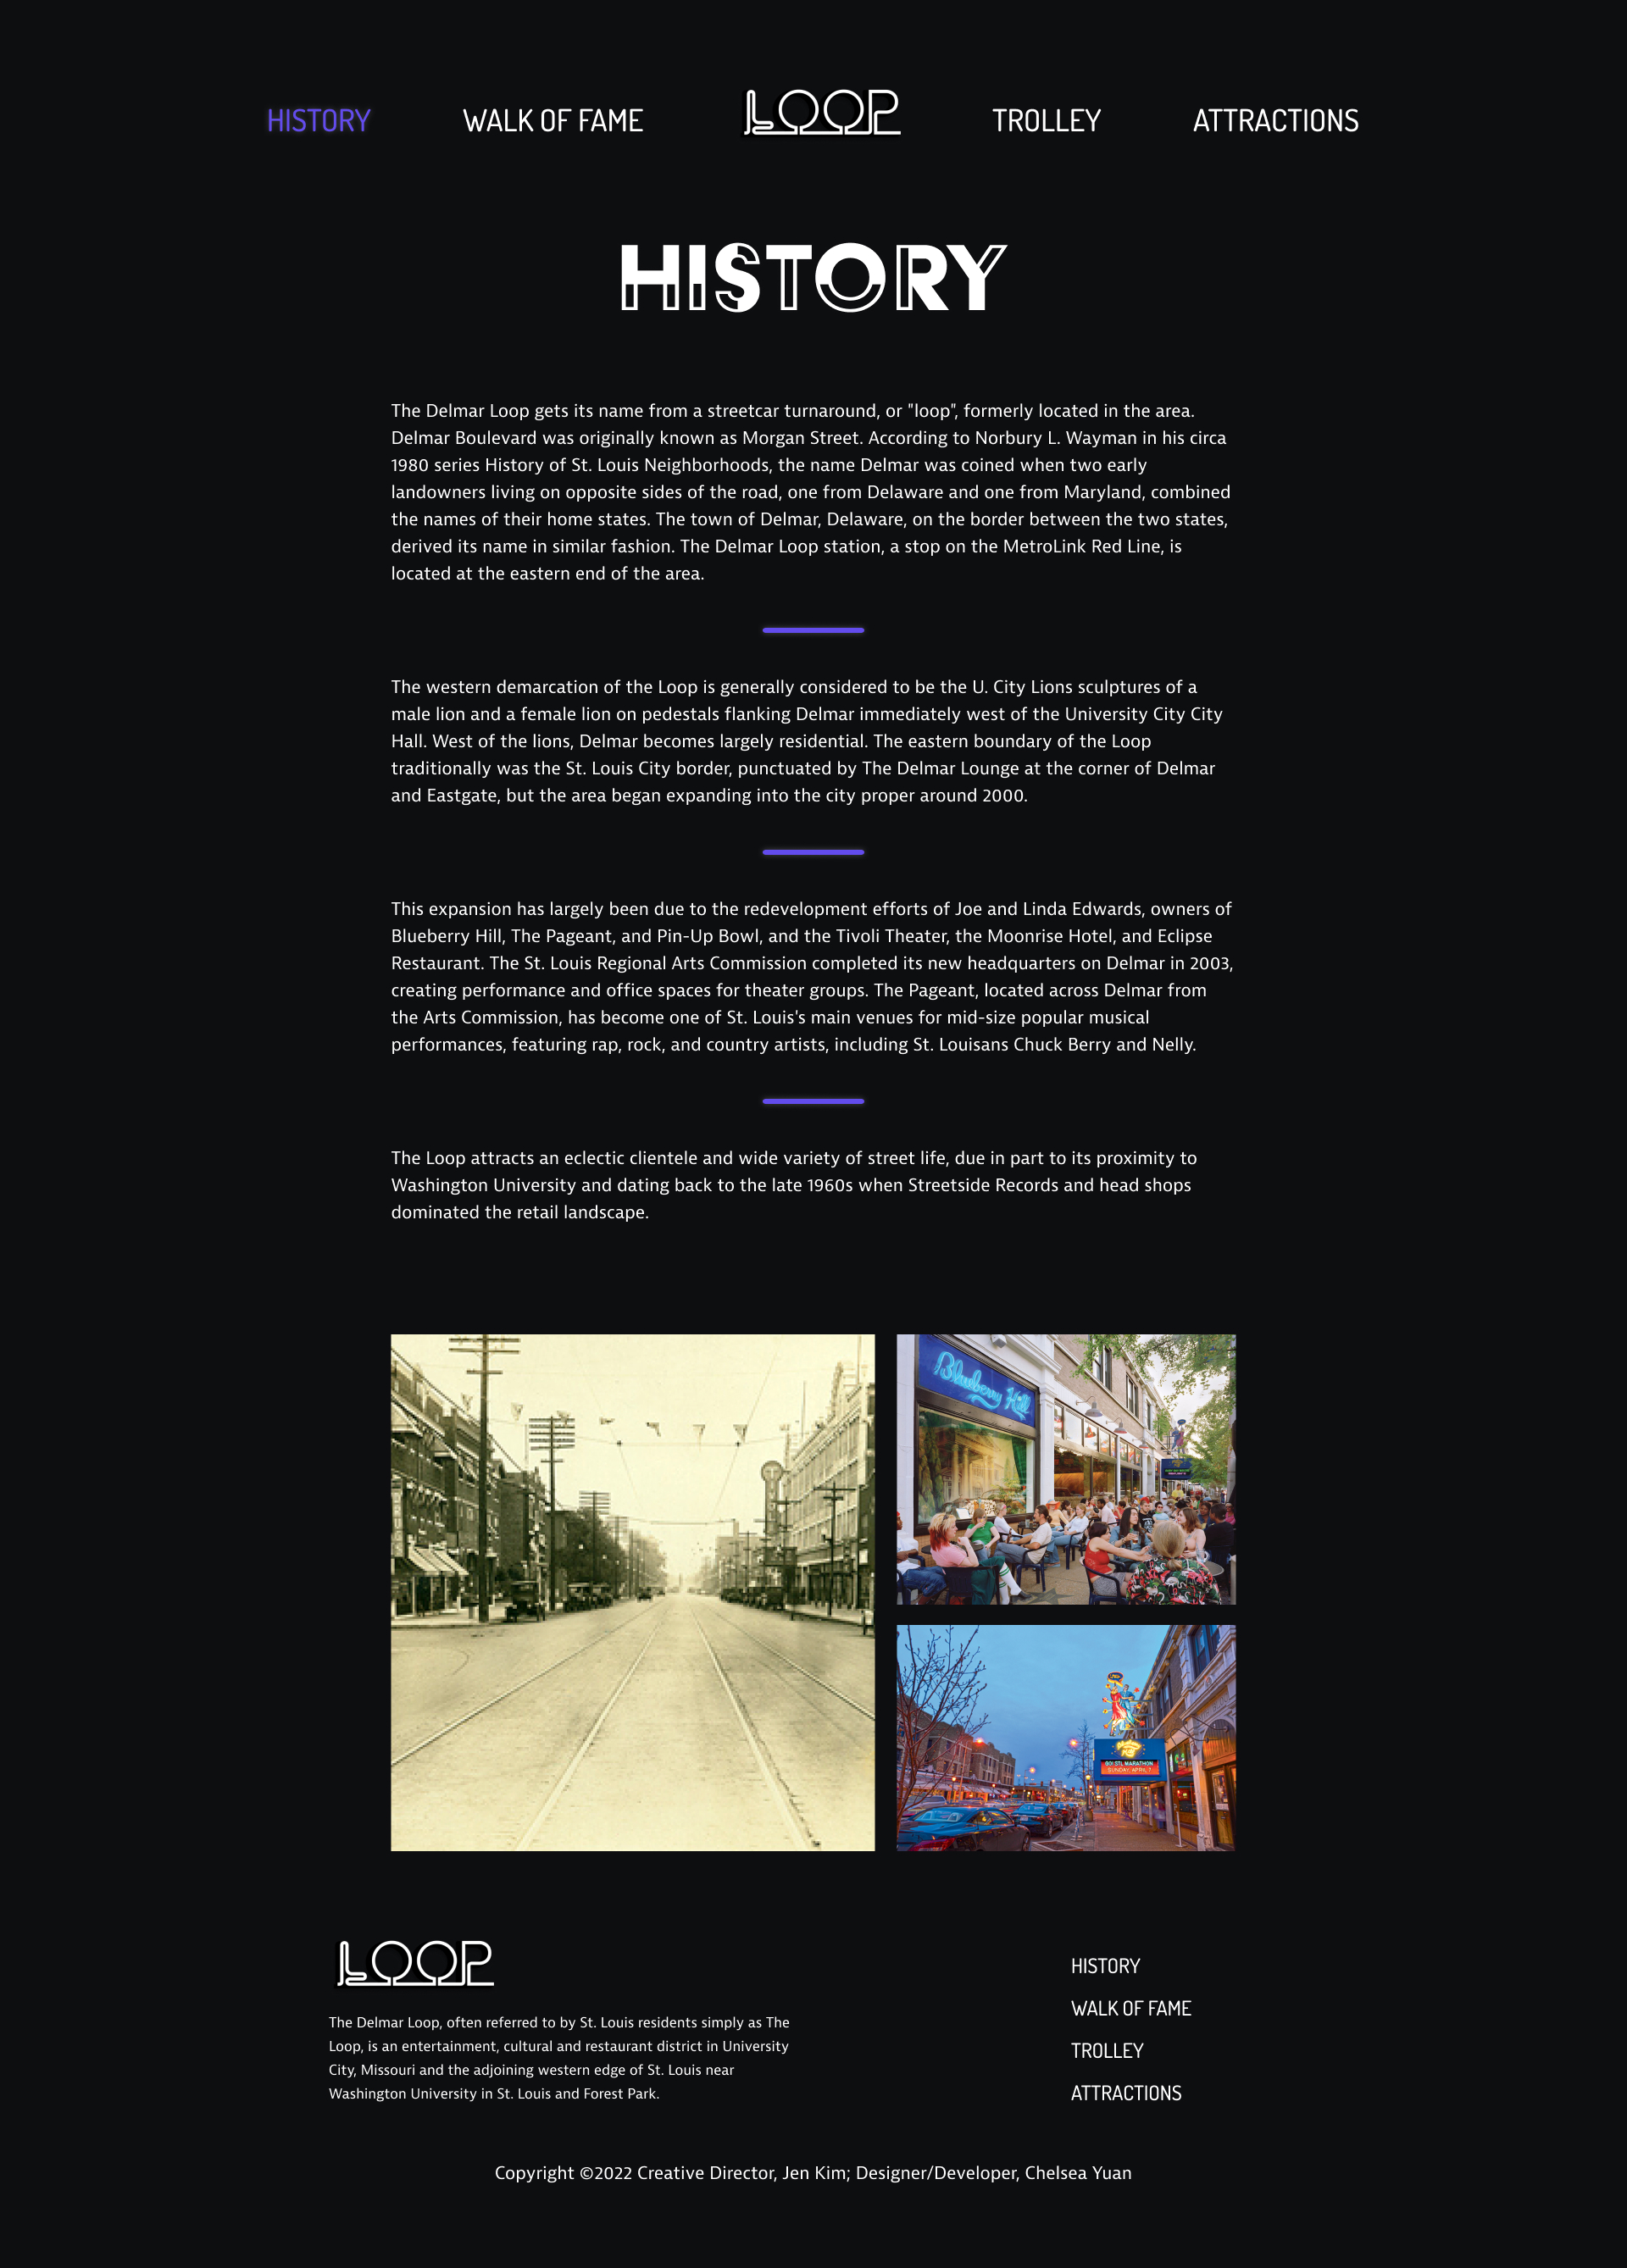 HISTORY
WALK OF FAME
LOOP
TROLLEY
ATTRACTIONS
HISTORY
The Delmar Loop gets its name from a streetcar turnaround, or "loop", formerly located in the area.
Delmar Boulevard was originally known as Morgan Street. According to Norbury L. Wayman in his circa
1980 series History of St. Louis Neighborhoods, the name Delmar was coined when two early
landowners living on opposite sides of the road, one from Delaware and one from Maryland, combined
the names of their home states. The town of Delmar, Delaware, on the border between the two states,
derived its name in similar fashion. The Delmar Loop station, a stop on the MetroLink Red Line, is
located at the eastern end of the area.
The western demarcation of the Loop is generally considered to be the U. City Lions sculptures of a
male lion and a female lion on pedestals flanking Delmar immediately west of the University City City
Hall. West of the lions, Delmar becomes largely residential. The eastern boundary of the Loop
traditionally was the St. Louis City border, punctuated by The Delmar Lounge at the corner of Delmar
and Eastgate, but the area began expanding into the city proper around 2000.
This expansion has largely been due to the redevelopment efforts of Joe and Linda Edwards, owners of
Blueberry Hill, The Pageant, and Pin-Up Bowl, and the Tivoli Theater, the Moonrise Hotel, and Eclipse
Restaurant. The St. Louis Regional Arts Commission completed its new headquarters on Delmar in 2003,
creating performance and office spaces for theater groups. The Pageant, located across Delmar from
the Arts Commission, has become one of St. Louis's main venues for mid-size popular musical
performances, featuring rap, rock, and country artists, including St. Louisans Chuck Berry and Nelly.
The Loop attracts an eclectic clientele and wide variety of street life, due in part to its proximity to
Washington University and dating back to the late 1960s when Streetside Records and head shops
dominated the retail landscape.
Blueberry Hill
GO! STL MARATHON
SUNDAY APRIL 7
LOOP
The Delmar Loop, often referred to by St. Louis residents simply as The
Loop, is an entertainment, cultural and restaurant district in University
City, Missouri and the adjoining western edge of St. Louis near
Washington University in St. Louis and Forest Park.
HISTORY
WALK OF FAME
TROLLEY
ATTRACTIONS
Copyright ©2022 Creative Director, Jen Kim; Designer/Developer, Chelsea Yuan